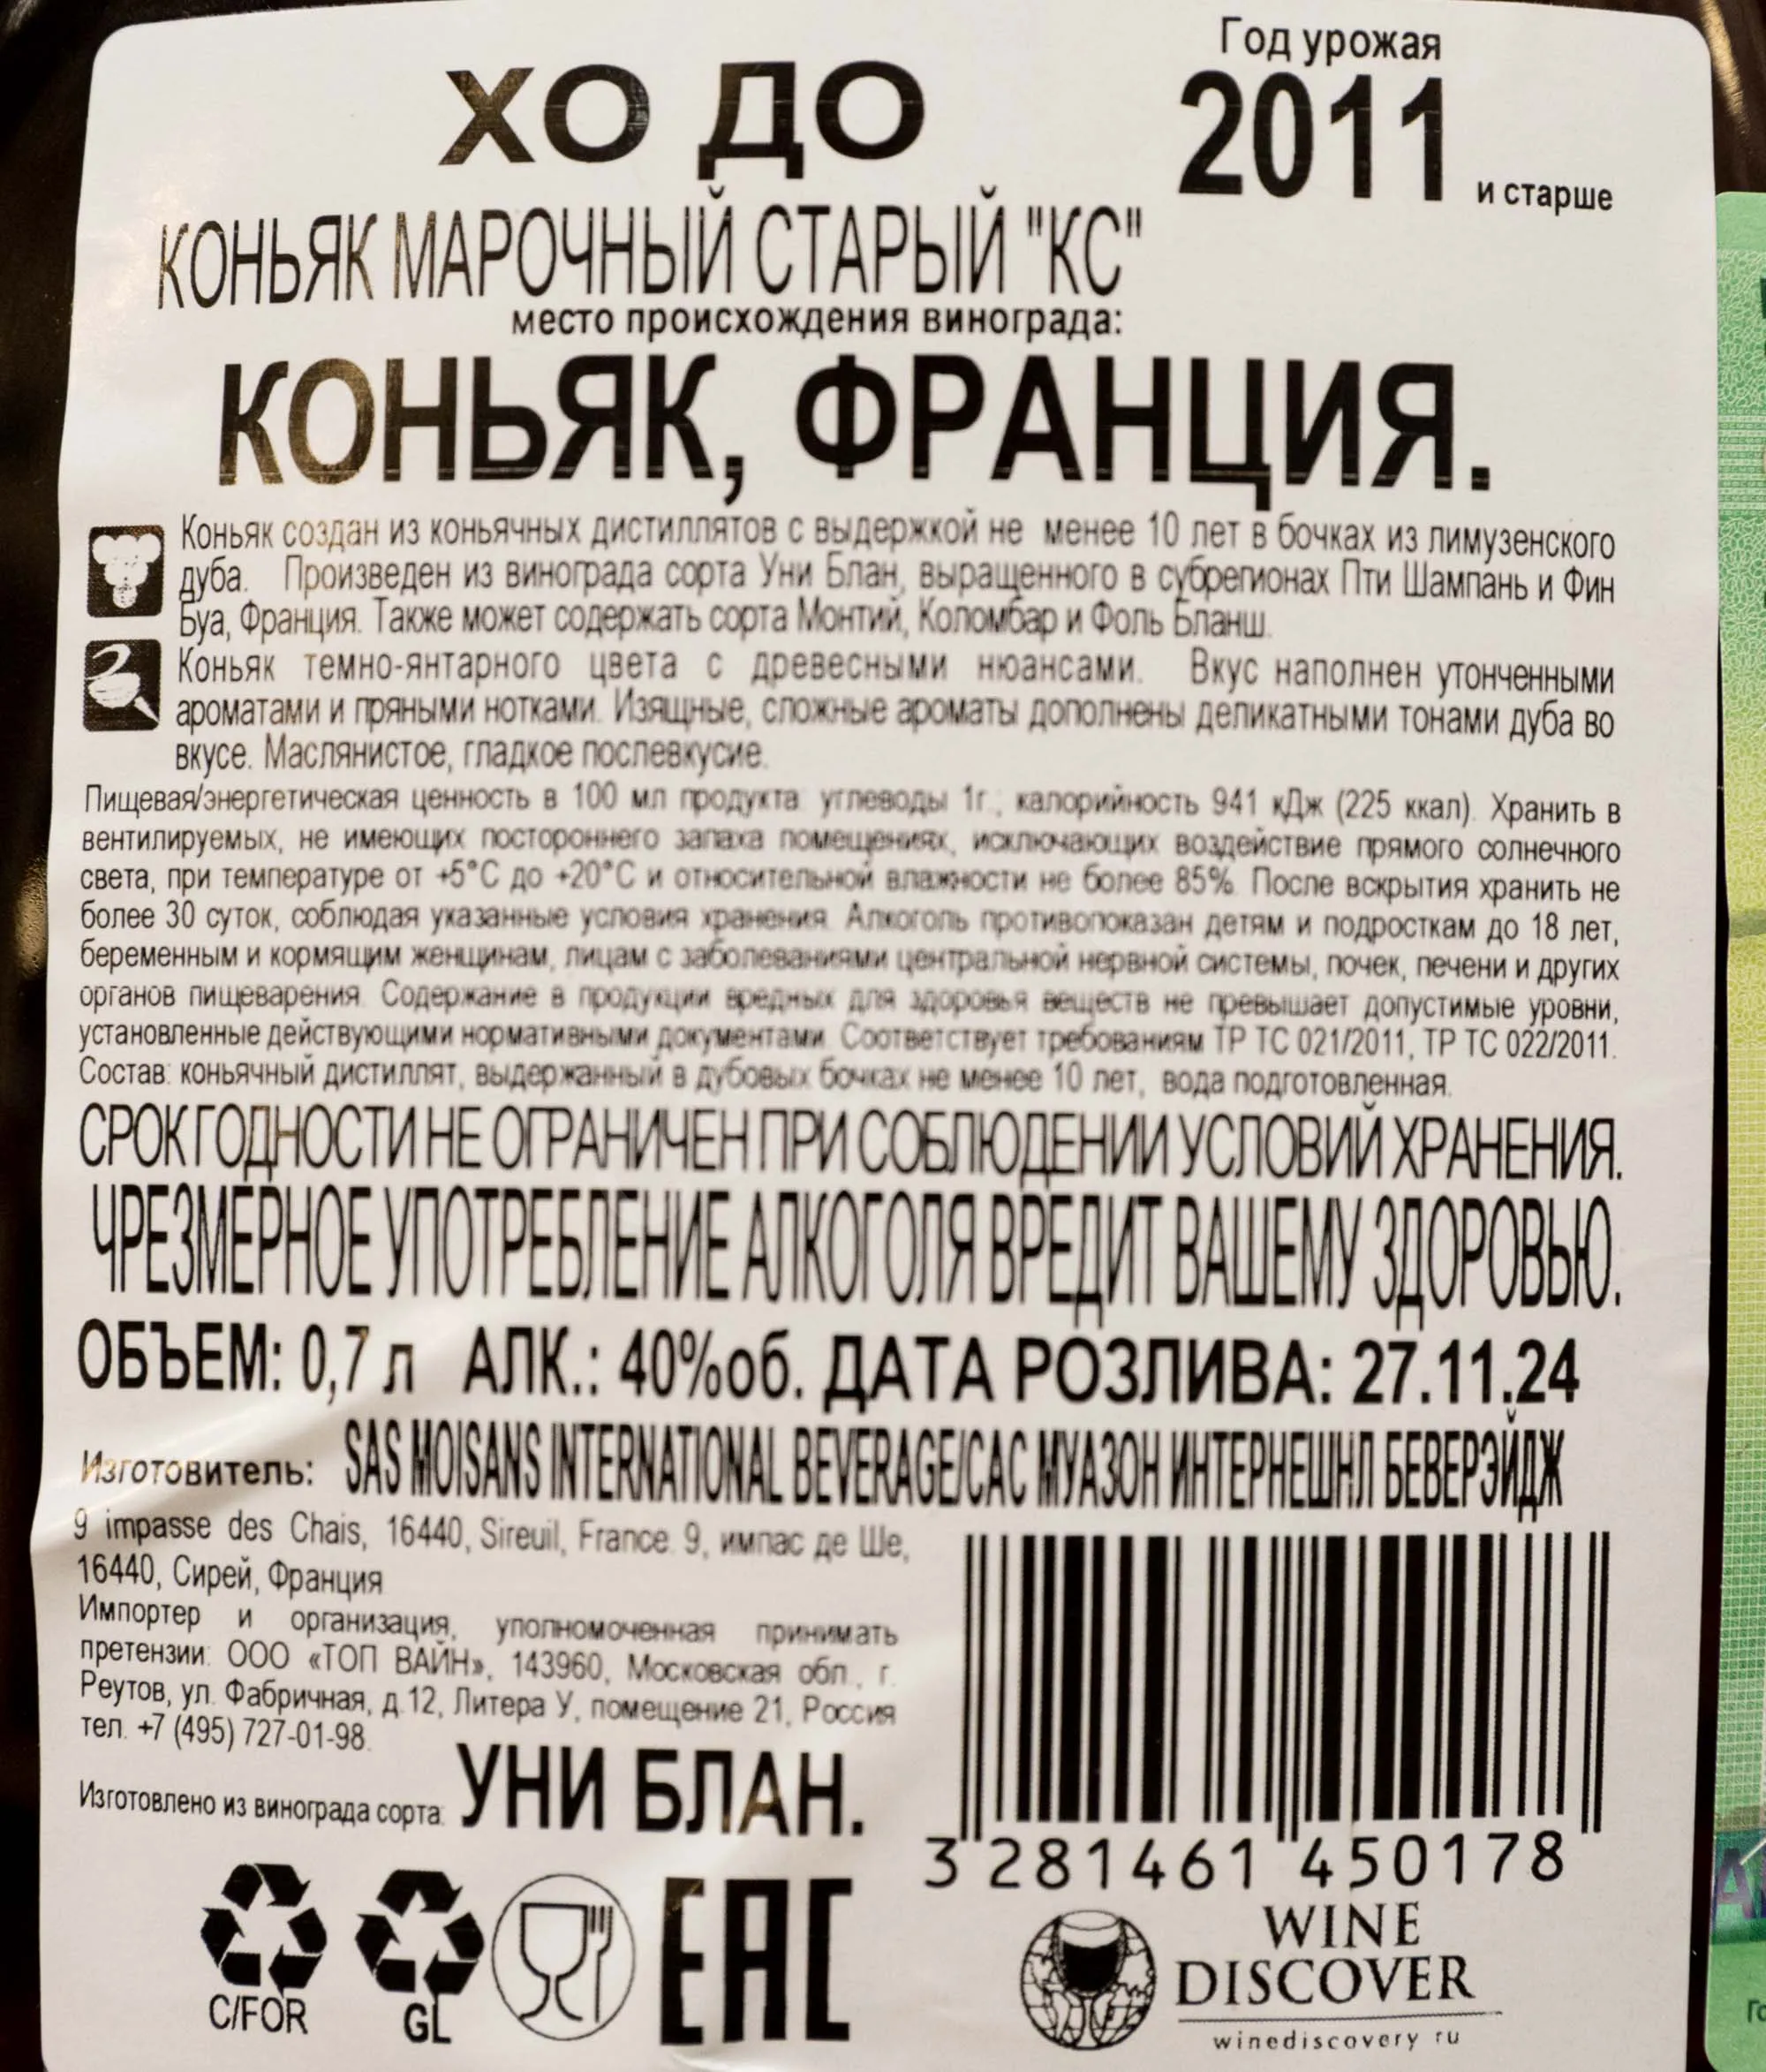 Год урожая
ХО ДО
2011
и старше
КОНЬЯК МАРОЧНЫЙ СТАРЫЙ "КС"
место происхождения винограда:
КОНЬЯК, ФРАНЦИЯ.
Коньяк создан из коньячных дистиллятов с выдержкой не менее 10 лет в бочках из лимузенского
дуба. Произведен из винограда сорта Уни Блан, выращенного в субрегионах Пти Шампань и Фин
Буа, Франция. Также может содержать сорта Монтий, Коломбар и Фоль Бланш.
Коньяк темно-янтарного цвета с древесными нюансами. Вкус наполнен утонченными
ароматами и пряными нотками. Изящные, сложные ароматы дополнены деликатными тонами дуба во
вкусе. Маслянистое, гладкое послевкусие.
Пищевая/энергетическая ценность в 100 мл продукта: углеводы 1г., калорийность 941 кДж (225 ккал). Хранить в
вентилируемых, не имеющих постороннего запаха помещениях, исключающих воздействие прямого солнечного
света, при температуре от +5°C до +20°C и относительной влажности не более 85%. После вскрытия хранить не
более 30 суток, соблюдая указанные условия хранения. Алкоголь противопоказан детям и подросткам до 18 лет,
беременным и кормящим женщинам, лицам с заболеваниями центральной нервной системы, почек, печени и других
органов пищеварения. Содержание в продукции вредных для здоровья веществ не превышает допустимые уровни,
установленные действующими нормативными документами. Соответствует требованиям ТР ТС 021/2011, ТР ТС 022/2011.
Состав: коньячный дистиллят, выдержанный в дубовых бочках не менее 10 лет, вода подготовленная.
СРОК ГОДНОСТИ НЕ ОГРАНИЧЕН ПРИ СОБЛЮДЕНИИ УСЛОВИЙ ХРАНЕНИЯ.
ЧРЕЗМЕРНОЕ УПОТРЕБЛЕНИЕ АЛКОГОЛЯ ВРЕДИТ ВАШЕМУ ЗДОРОВЬЮ.
ОБЪЕМ: 0,7 л АЛК.: 40%об. ДАТА РОЗЛИВА: 27.11.24
Изготовитель: SAS MOISANS INTERNATIONAL BEVERAGE/САС МУАЗОН ИНТЕРНЕШНЛ БЕВЕРЭЙДЖ
9 impasse des Chais, 16440, Sireuil, France. 9, импас де Ше,
16440, Сирей, Франция
Импортер и организация, уполномоченная принимать
претензии: ООО «ТОП ВАЙН», 143960, Московская обл., г.
Реутов, ул. Фабричная, д.12, Литера У, помещение 21, Россия
тел. +7 (495) 727-01-98.
Изготовлено из винограда сорта: УНИ БЛАН.
3 281461 450178
C/FOR
GL
EAC
WINE
DISCOVER
winediscovery.ru